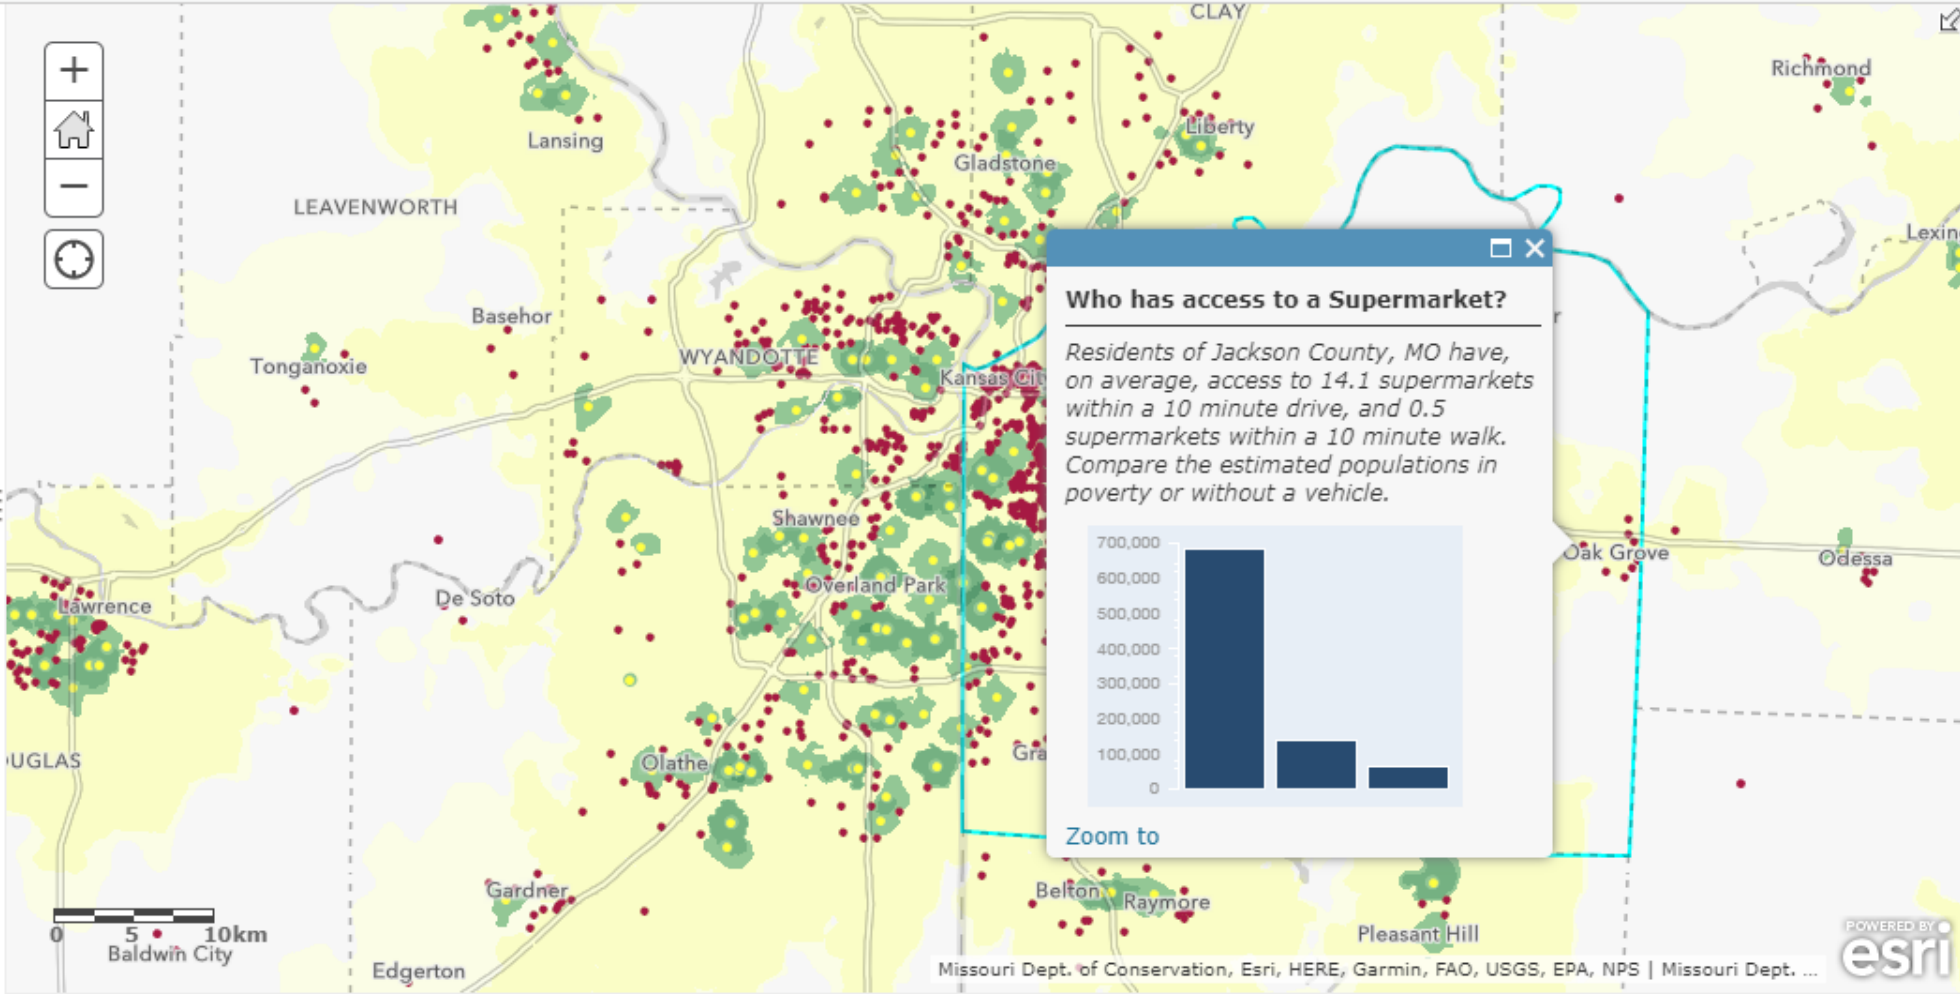 CLAY
Richmond
Lansing
Liberty
Gladstone
LEAVENWORTH
Lexin
Basehor
Tonganoxie
WYANDOTTE
Kansas City
Shawnee
Overland Park
Lawrence
De Soto
Oak Grove
Odessa
OUGLAS
Olathe
Gra
Gardner
Belton
Raymore
Pleasant Hill
Edgerton
Baldwin City
0 5 10km
r
Who has access to a Supermarket?
Residents of Jackson County, MO have,
on average, access to 14.1 supermarkets
within a 10 minute drive, and 0.5
supermarkets within a 10 minute walk.
Compare the estimated populations in
poverty or without a vehicle.
700,000
600,000
500,000
400,000
300,000
200,000
100,000
0
Zoom to
Missouri Dept. of Conservation, Esri, HERE, Garmin, FAO, USGS, EPA, NPS | Missouri Dept. ...
POWERED BY
esri